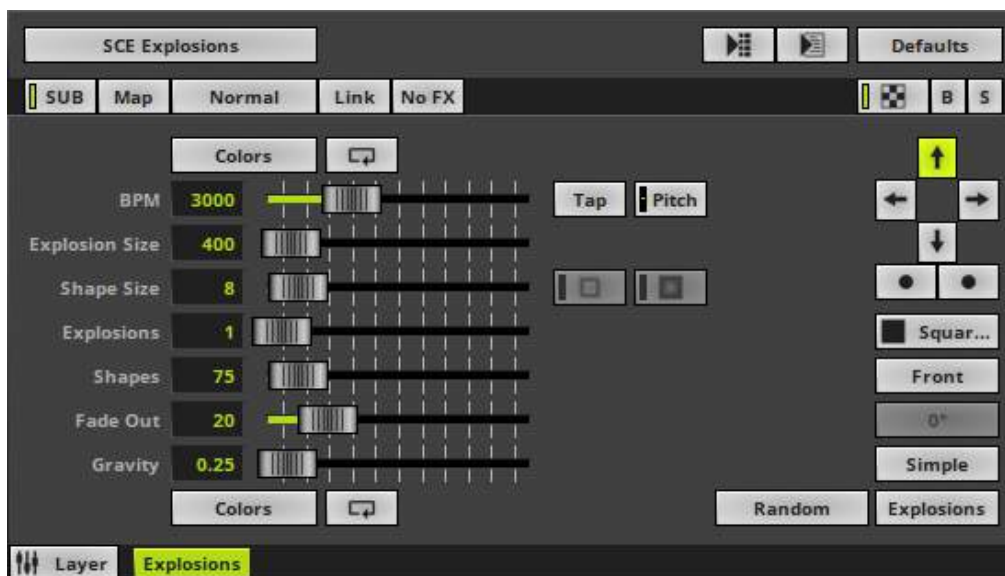 SCE Explosions Defaults
SUB Map Normal Link No FX B S
Colors
BPM 3000 Tap Pitch
Explosion Size 400
Shape Size 8
Explosions 1
Squar...
Shapes 75
Front
Fade Out 20
0°
Gravity 0.25
Simple
Colors Random Explosions
Layer Explosions